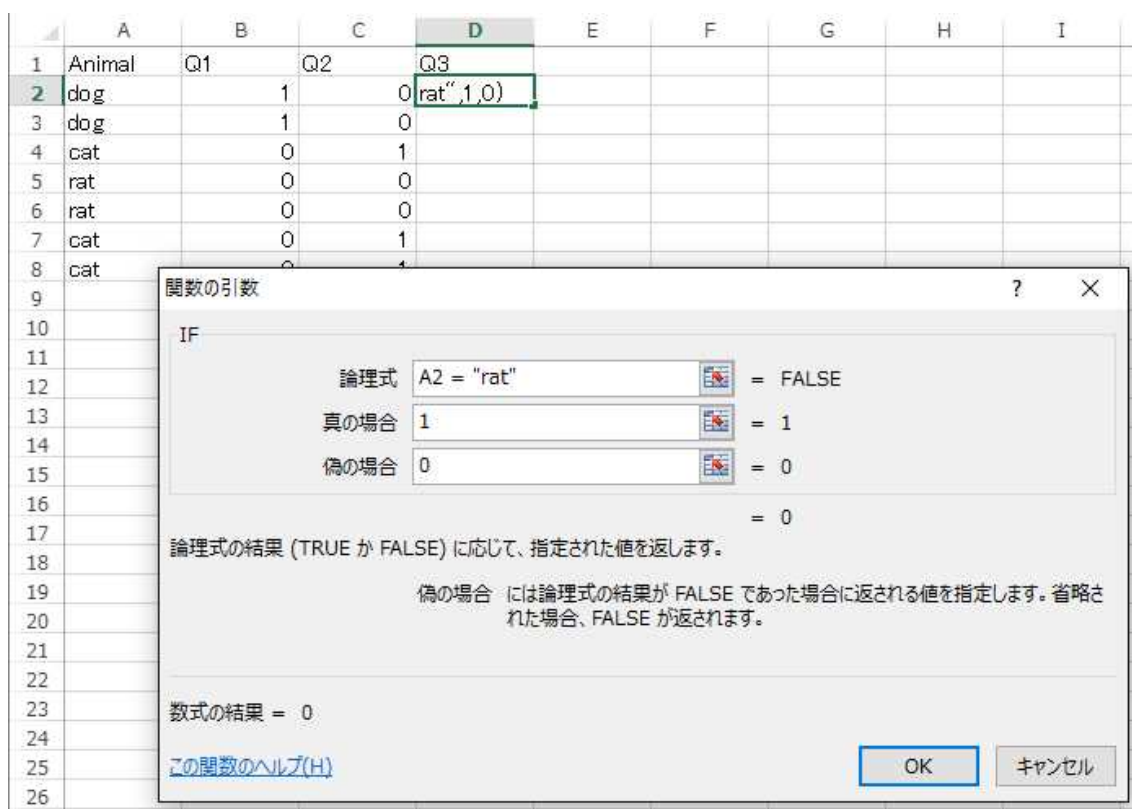 A B C D E F G H I
1 Animal Q1 Q2 Q3
2 dog 1 0 rat",1,0)
3 dog 1 0
4 cat 0 1
5 rat 0 0
6 rat 0 0
7 cat 0 1
8 cat
9
10
11
12
13
14
15
16
17
18
19
20
21
22
23
24
25
26
関数の引数 ? ×
IF
論理式 A2 = "rat" = FALSE
真の場合 1 = 1
偽の場合 0 = 0
= 0
論理式の結果 (TRUE か FALSE) に応じて、指定された値を返します。
偽の場合 には論理式の結果が FALSE であった場合に返される値を指定します。省略さ
れた場合、FALSE が返されます。
数式の結果 = 0
この関数のヘルプ(H) OK キャンセル